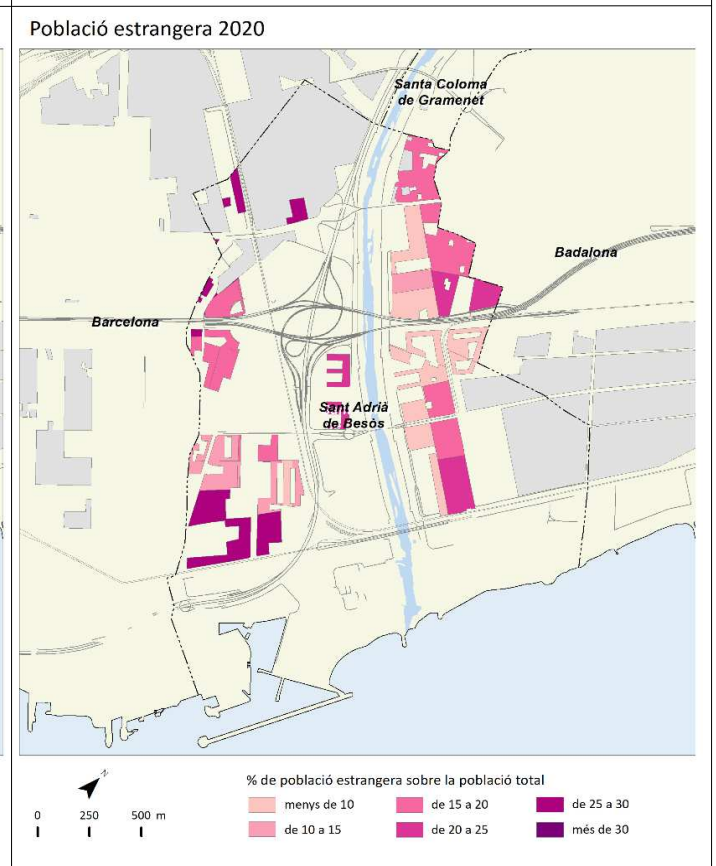 Població estrangera 2020
Santa Coloma
de Gramenet
Badalona
Barcelona
Sant Adrià
de Besòs
N
% de població estrangera sobre la població total
0 250 500 m
menys de 10
de 15 a 20
de 25 a 30
de 10 a 15
de 20 a 25
més de 30